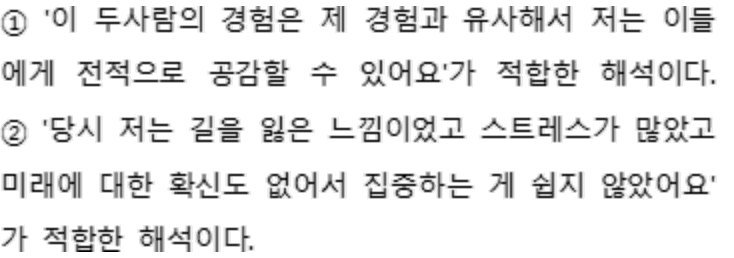 ① '이 두사람의 경험은 제 경험과 유사해서 저는 이들
에게 전적으로 공감할 수 있어요'가 적합한 해석이다.
② '당시 저는 길을 잃은 느낌이었고 스트레스가 많았고
미래에 대한 확신도 없어서 집중하는 게 쉽지 않았어요'
가 적합한 해석이다.